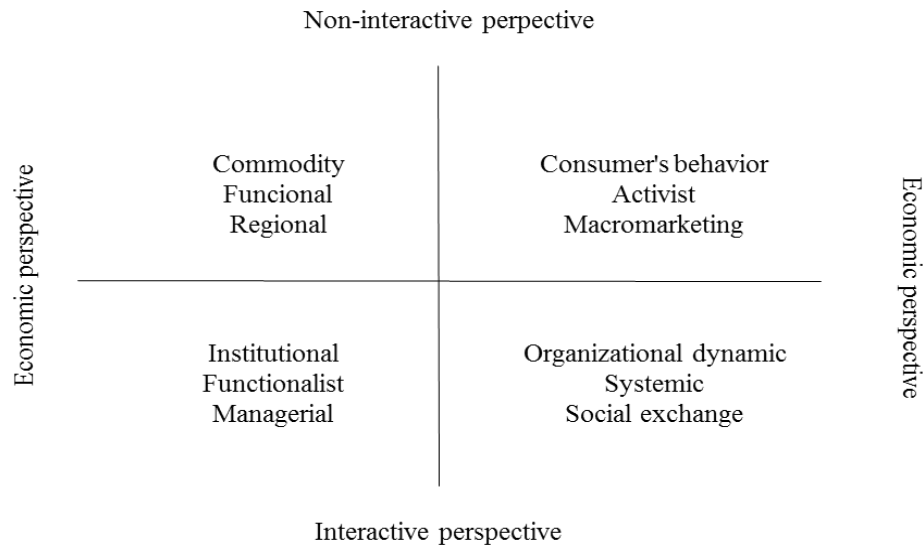 Non-interactive perpective
Economic perspective
Commodity
Funcional
Regional
Consumer's behavior
Activist
Macromarketing
Economic perspective
Institutional
Functionalist
Managerial
Organizational dynamic
Systemic
Social exchange
Interactive perspective